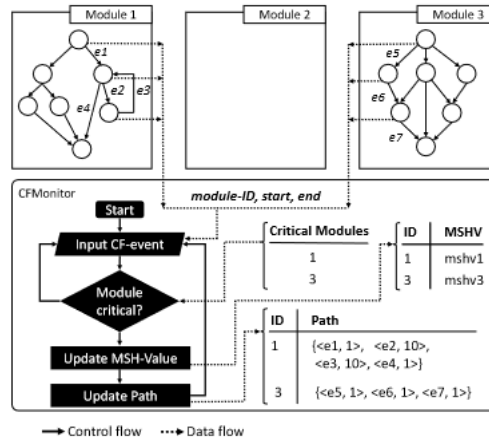 Module 1
Module 2
Module 3
e1
e2
e3
e4
e5
e6
e7
module-ID, start, end
CFMonitor
Start
Input CF-event
Module
critical?
Update MSH-Value
Update Path
Critical Modules
1
3
ID MSHV
1 mshv1
3 mshv3
ID Path
1 {<e1, 1>, <e2, 10>,
<e3, 10>, <e4, 1>}
3 {<e5, 1>, <e6, 1>, <e7, 1>}
Control flow Data flow